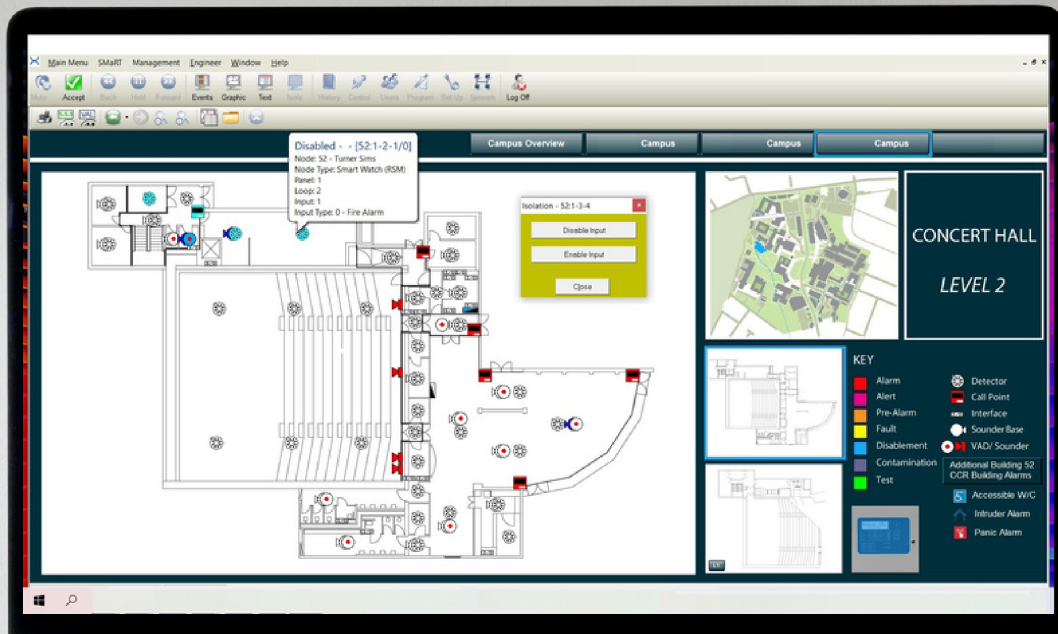 Main Menu SMaRT Management Engineer Window Help
Mute Accept Back Hold Forward Events Graphic Text Node History Control Users Program Set-Up Network Log Off
Campus Overview Campus Campus Campus
Disabled - - [52:1-2-1/0]
Node: 52 - Turner Sims
Node Type: Smart Watch (RSM)
Panel: 1
Loop: 2
Input: 1
Input Type: 0 - Fire Alarm
Isolation - 52:1-3-4
Disable Input
Enable Input
Close
CONCERT HALL
LEVEL 2
KEY
Alarm
Alert
Pre-Alarm
Fault
Disablement
Contamination
Test
Detector
Call Point
Interface
Sounder Base
VAD/ Sounder
Additional Building 52
CCR Building Alarms
Accessible W/C
Intruder Alarm
Panic Alarm